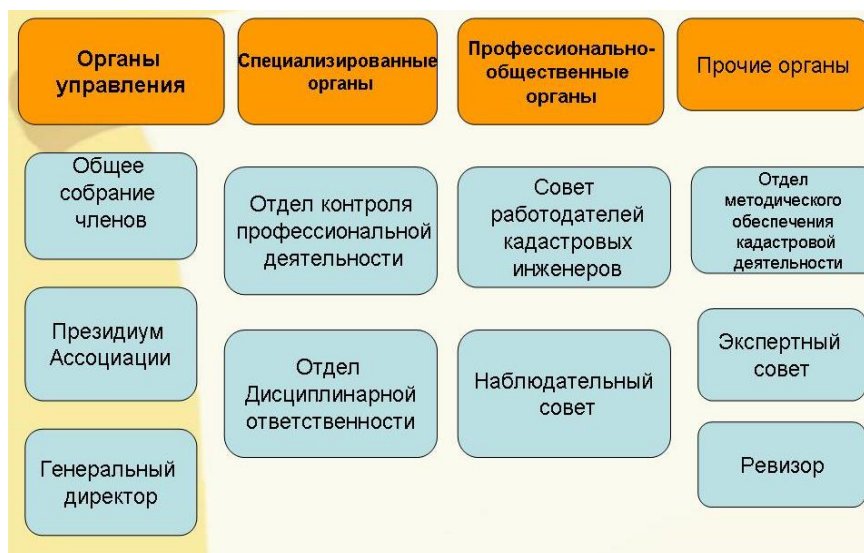 Органы
управления
Общее
собрание
членов
Президиум
Ассоциации
Генеральный
директор
Специализированные
органы
Отдел контроля
профессиональной
деятельности
Отдел
Дисциплинарной
ответственности
Профессионально-
общественные
органы
Совет
работодателей
кадастровых
инженеров
Наблюдательный
совет
Прочие органы
Отдел
методического
обеспечения
кадастровой
деятельности
Экспертный
совет
Ревизор